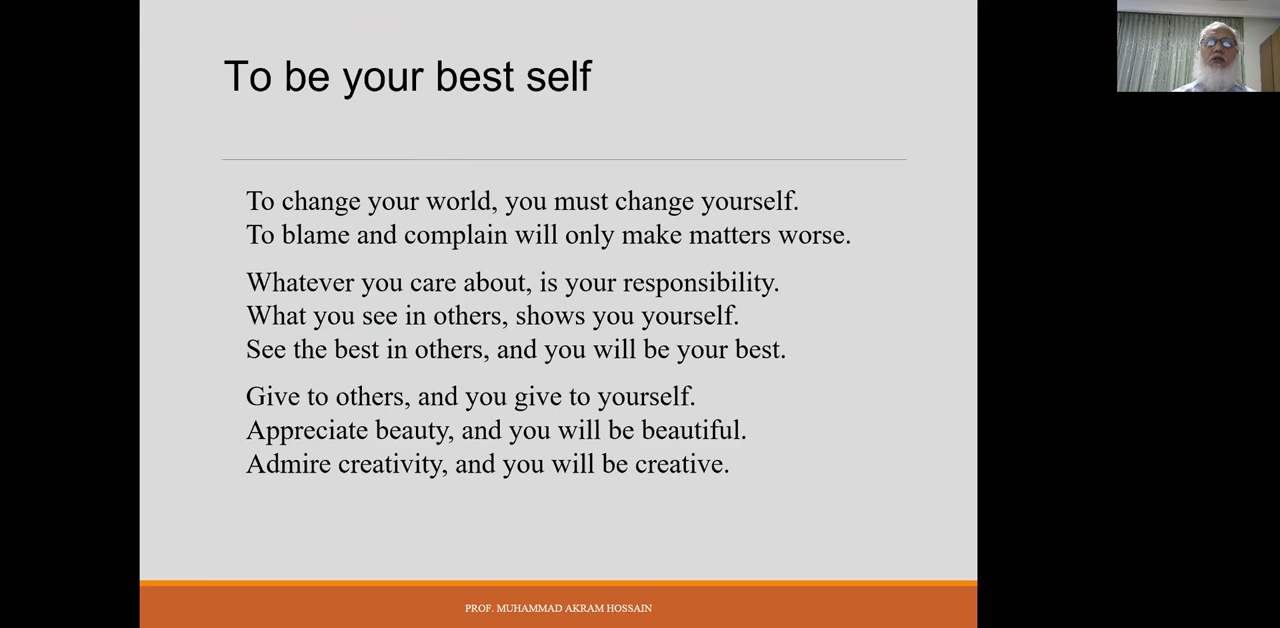 To be your best self
To change your world, you must change yourself.
To blame and complain will only make matters worse.
Whatever you care about, is your responsibility.
What you see in others, shows you yourself.
See the best in others, and you will be your best.
Give to others, and you give to yourself.
Appreciate beauty, and you will be beautiful.
Admire creativity, and you will be creative.
PROF. MUHAMMAD AKRAM HOSSAIN